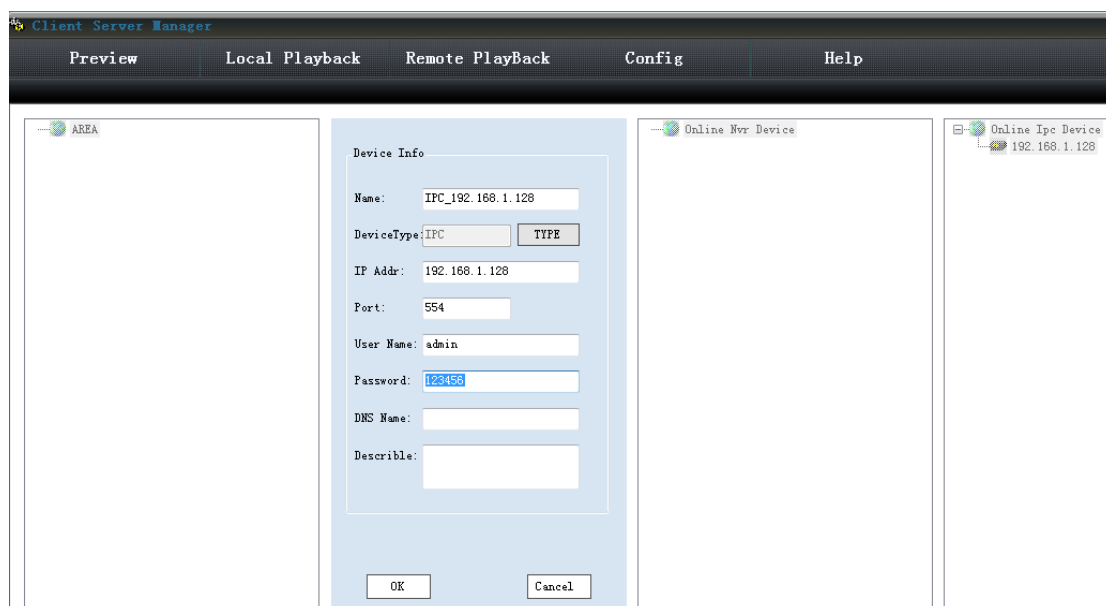 Client Server Manager
Preview Local Playback Remote PlayBack Config Help
AREA
Device Info
Name: IPC_192.168.1.128
DeviceType: IPC TYPE
IP Addr: 192.168.1.128
Port: 554
User Name: admin
Password: 123456
DNS Name:
Describle:
OK Cancel
Online Nvr Device
Online Ipc Device
192.168.1.128